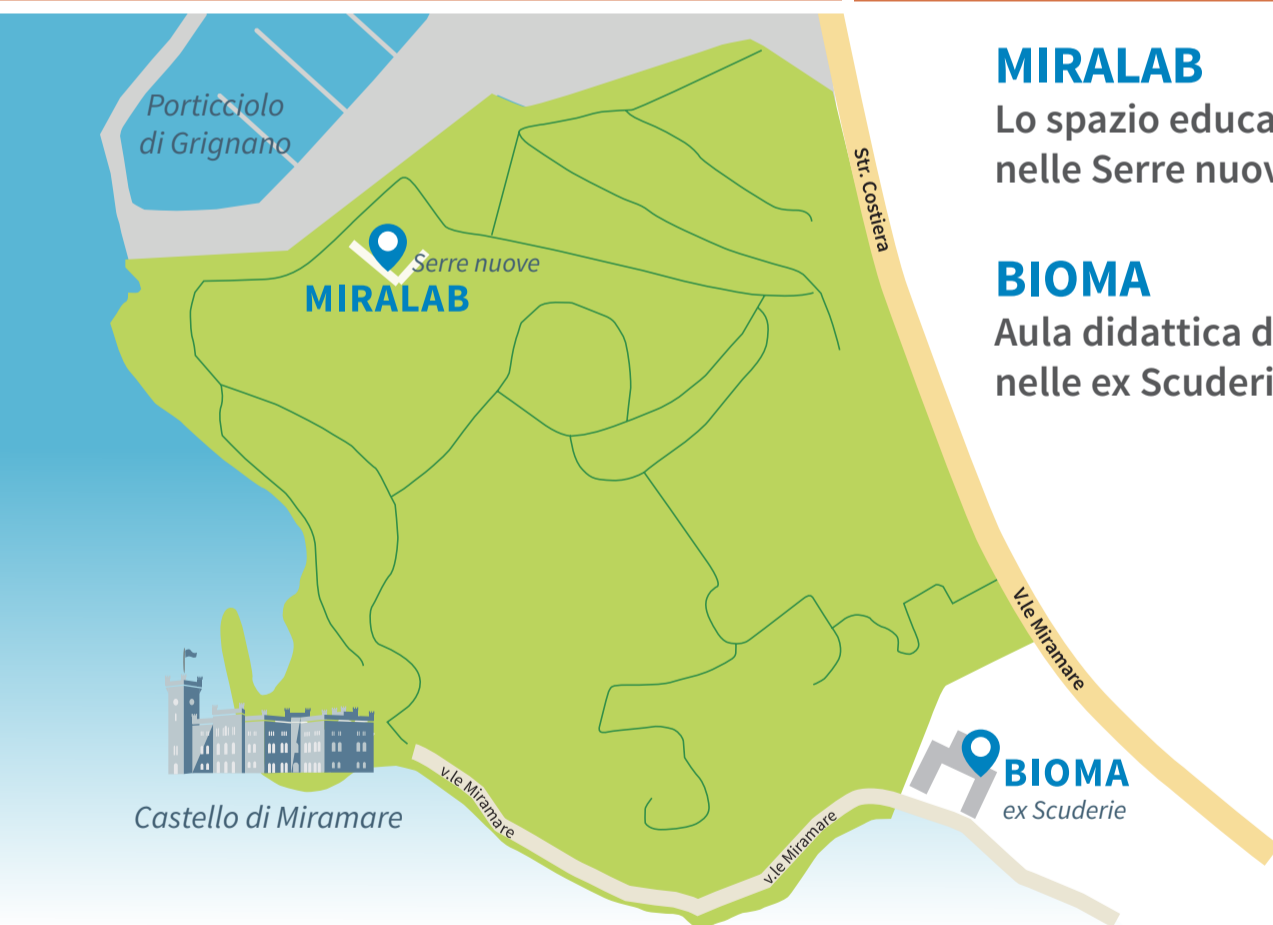 Porticciolo
di Grignano
Serre nuove
MIRALAB
Str. Costiera
MIRALAB
Lo spazio educa
nelle Serre nuov
BIOMA
Aula didattica d
nelle ex Scuderi
V.le Miramare
BIOMA
ex Scuderie
Castello di Miramare
v.le Miramare
v.le Miramare